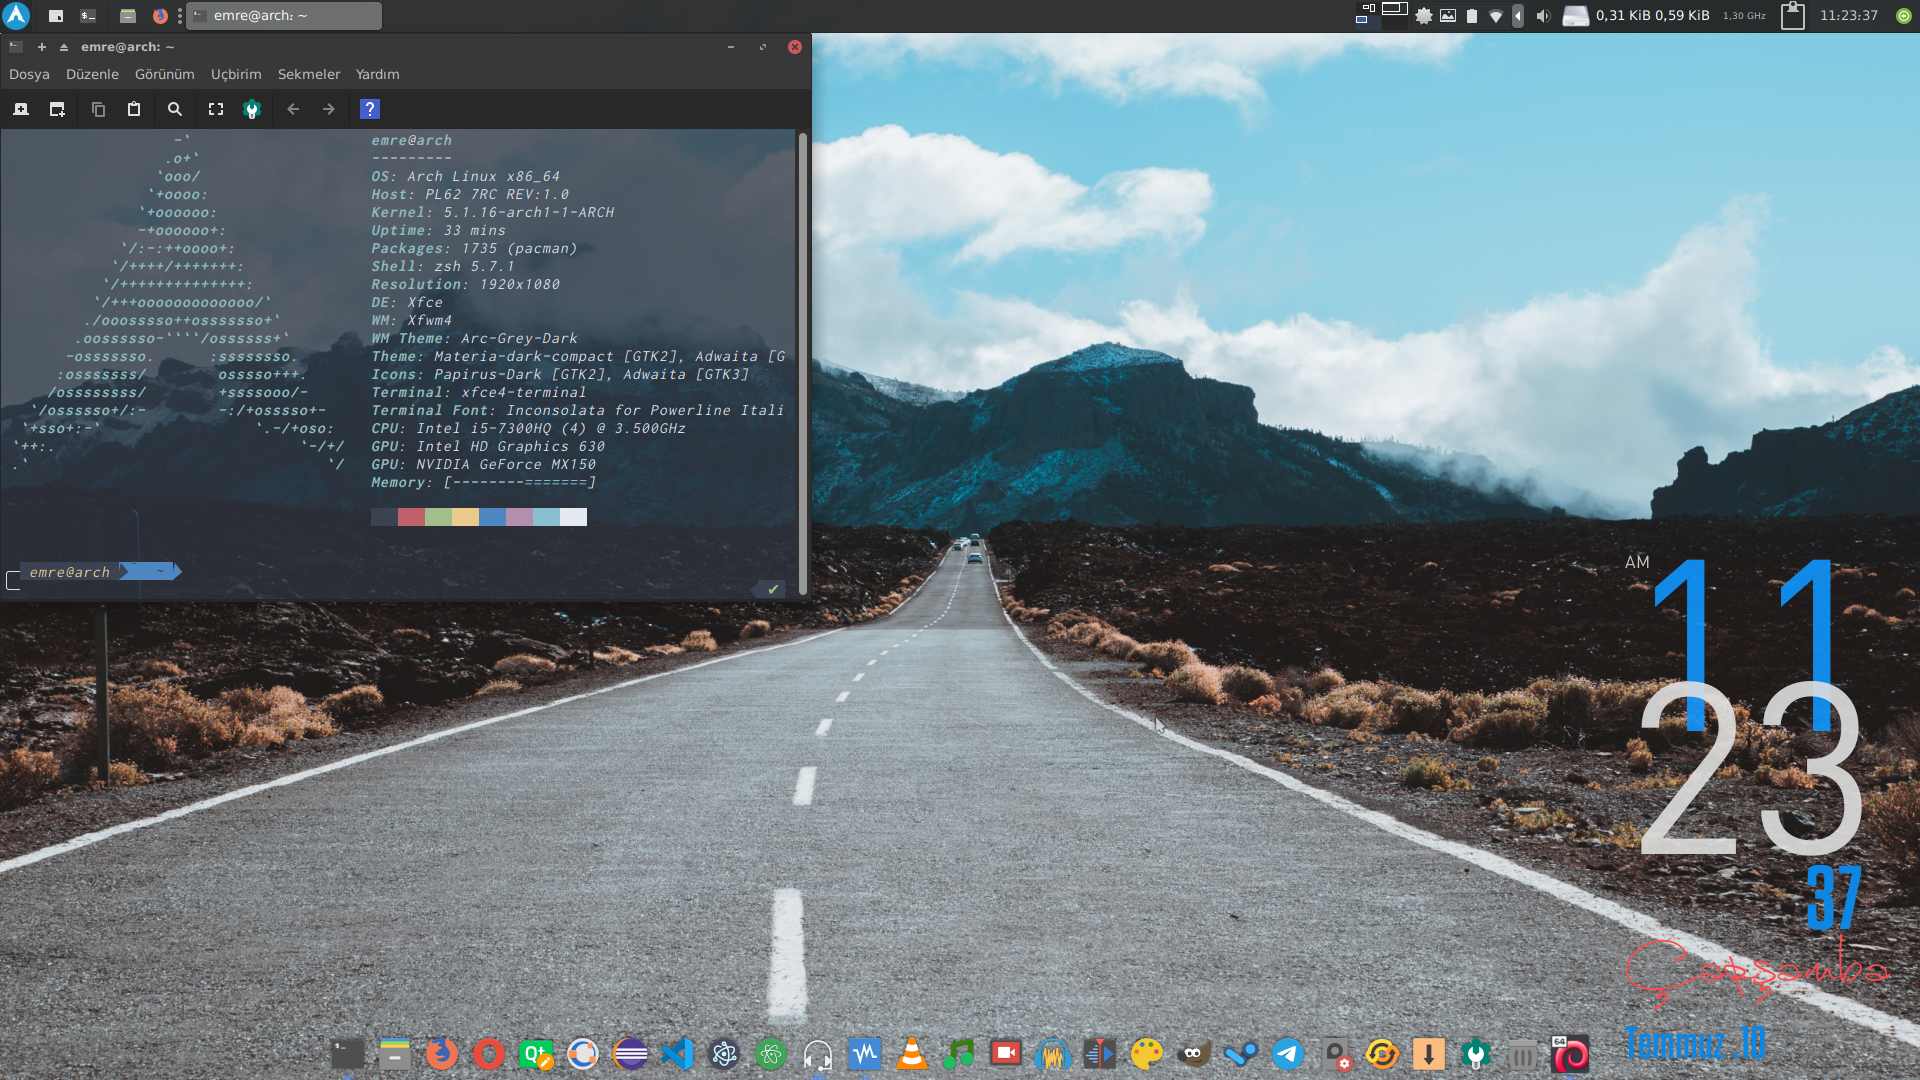 emre@arch: ~
0,31 KiB 0,59 KiB
1,30 GHz
11:23:37
emre@arch: ~
Dosya Düzenle Görünüm Uçbirim Sekmeler Yardım
emre@arch
---------
OS: Arch Linux x86_64
Host: PL62 7RC REV:1.0
Kernel: 5.1.16-arch1-1-ARCH
Uptime: 33 mins
Packages: 1735 (pacman)
Shell: zsh 5.7.1
Resolution: 1920x1080
DE: Xfce
WM: Xfwm4
WM Theme: Arc-Grey-Dark
Theme: Materia-dark-compact [GTK2], Adwaita [G
Icons: Papirus-Dark [GTK2], Adwaita [GTK3]
Terminal: xfce4-terminal
Terminal Font: Inconsolata for Powerline Itali
CPU: Intel i5-7300HQ (4) @ 3.500GHz
GPU: Intel HD Graphics 630
GPU: NVIDIA GeForce MX150
Memory: [--------=======]
emre@arch ~
AM
11
23
37
Çarşamba
Temmuz .10
Qt
64